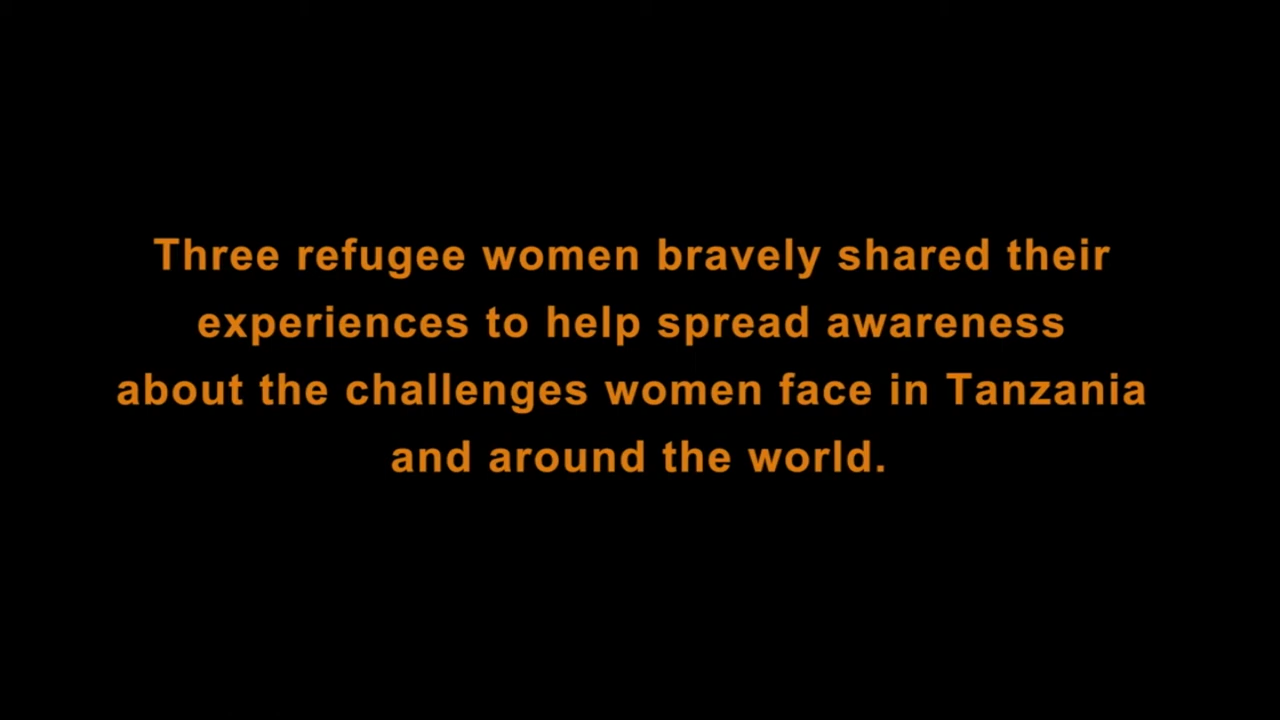 Three refugee women bravely shared their
experiences to help spread awareness
about the challenges women face in Tanzania
and around the world.